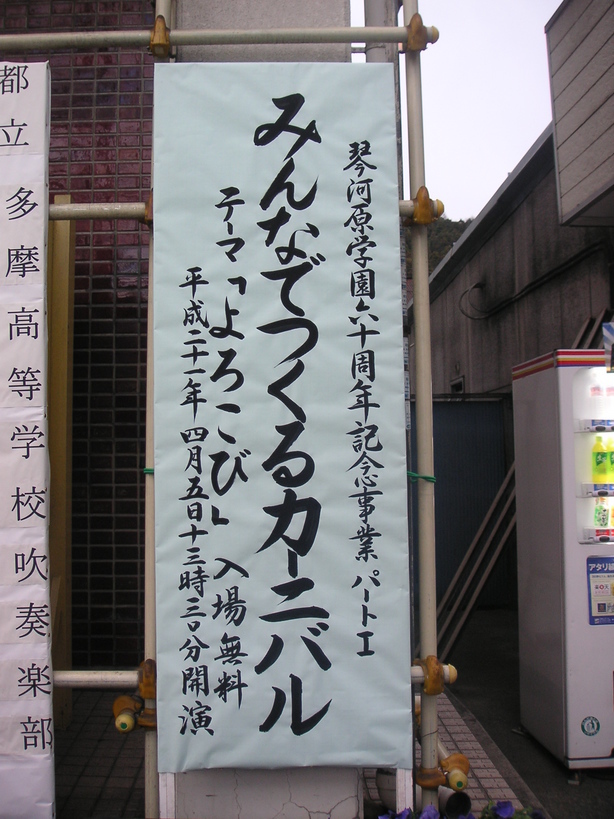 琴河原学園六十周年記念事業 パートI
みんなでつくるカーニバル
テーマ「よろこび」 入場無料
平成二十一年四月五日十三時三〇分開演
都立多摩高等学校吹奏楽部
アタリ